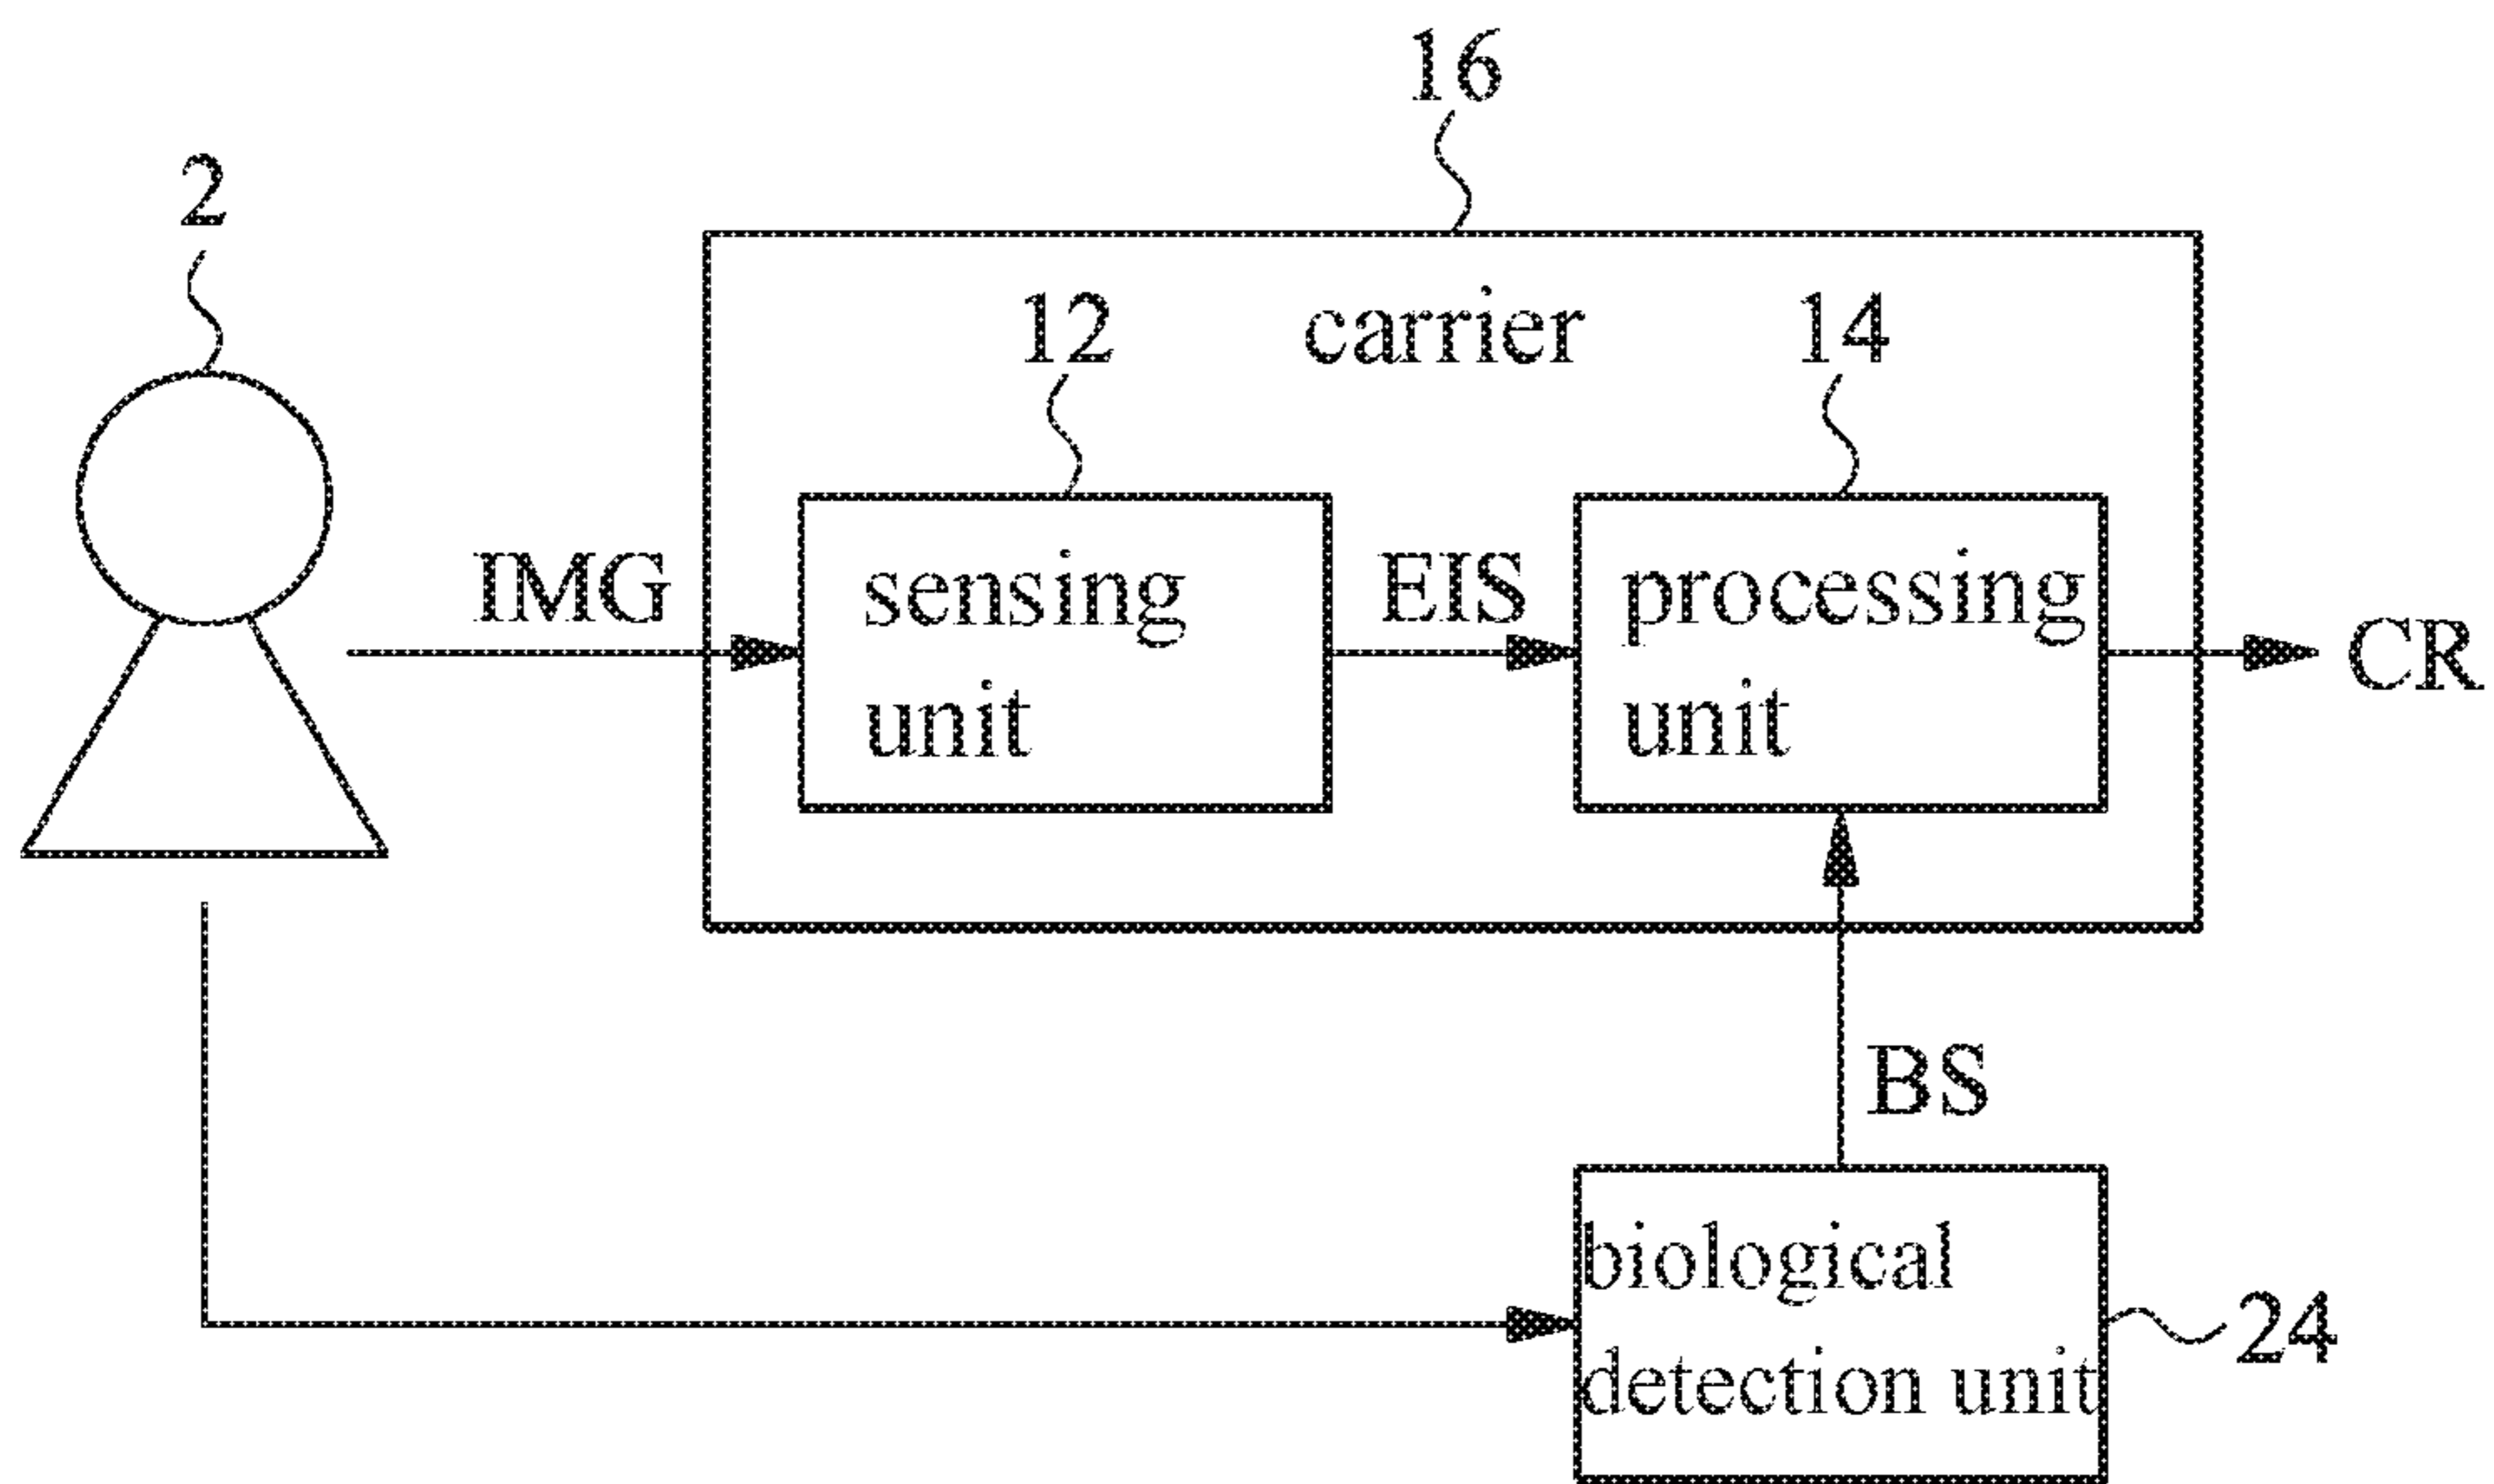 16
2
12
carrier
14
IMG
sensing
unit
EIS
processing
unit
CR
BS
biological
detection unit
24